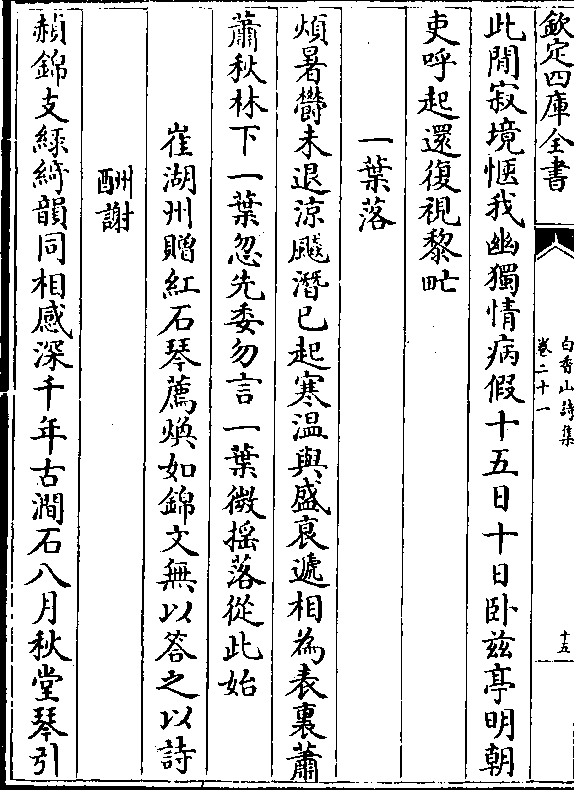 欽定四庫全書
白香山詩集
卷二十一
十五
此閒寂境愜我幽獨情病假十五日十日卧兹亭明朝
吏呼起還復視黎甿
一葉落
煩暑鬱未退涼飈潛已起寒温與盛衰遞相為表裏蕭
蕭秋林下一葉忽先委勿言一葉微揺落從此始
崔湖州贈紅石琴薦煥如錦文無以答之以詩
酬謝
赬錦支緑綺韻同相感深千年古澗石八月秋堂琴引